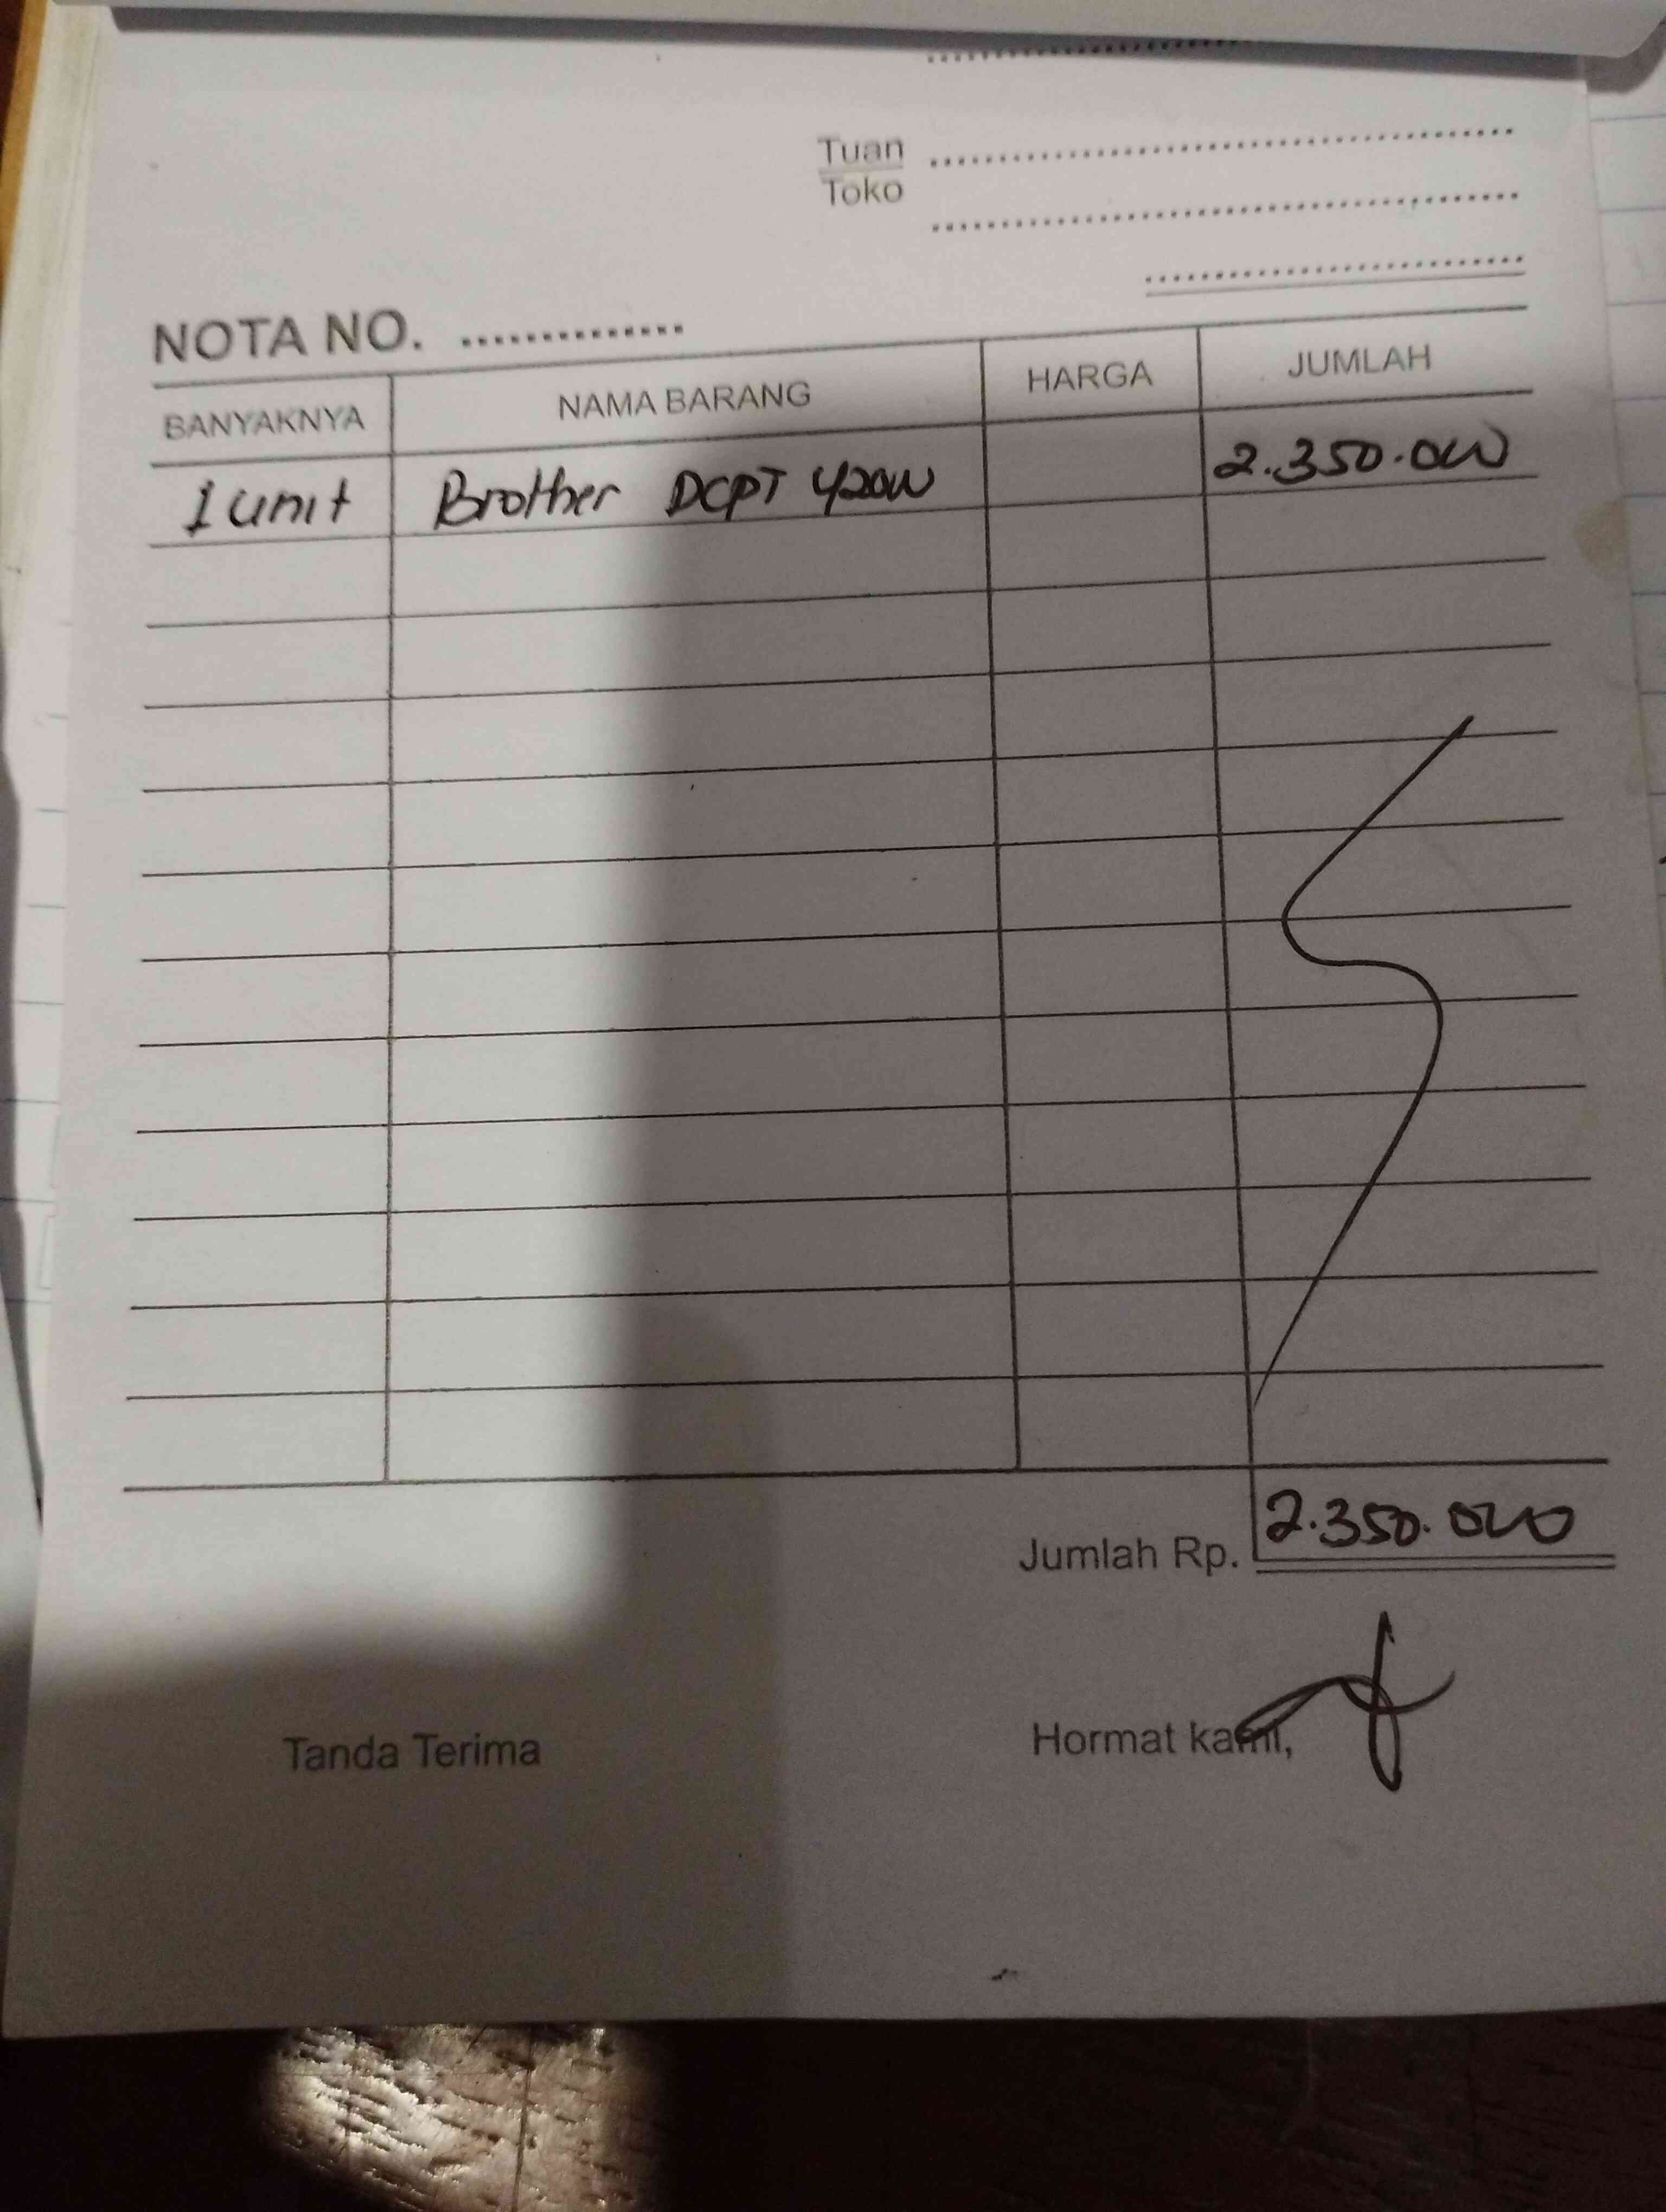 Tuan
Toko
NOTA NO. ...............
BANYAKNYA NAMA BARANG HARGA JUMLAH
1 unit Brother DCPT 420W 2.350.000
Jumlah Rp. 2.350.000
Tanda Terima Hormat kami,